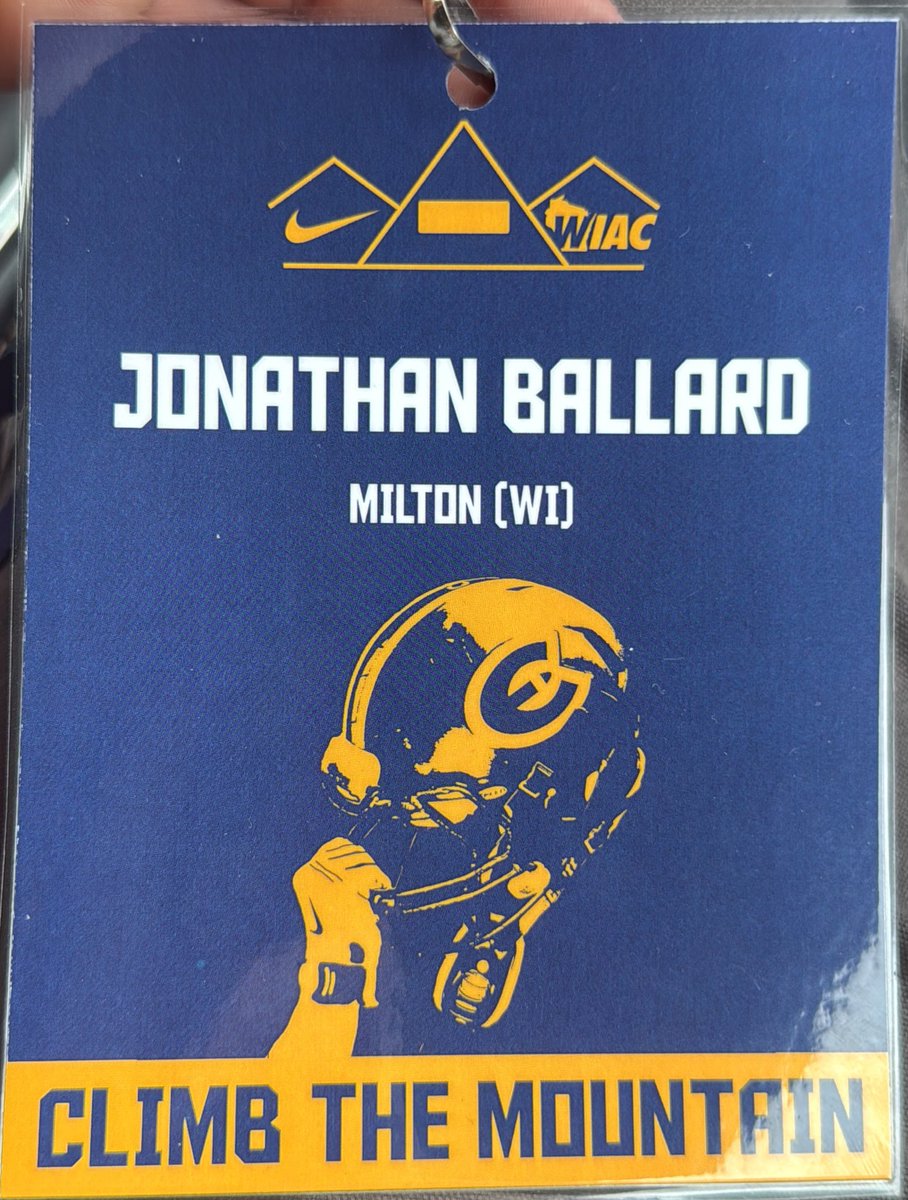 WIAC
JONATHAN BALLARD
MILTON (WI)
CLIMB THE MOUNTAIN